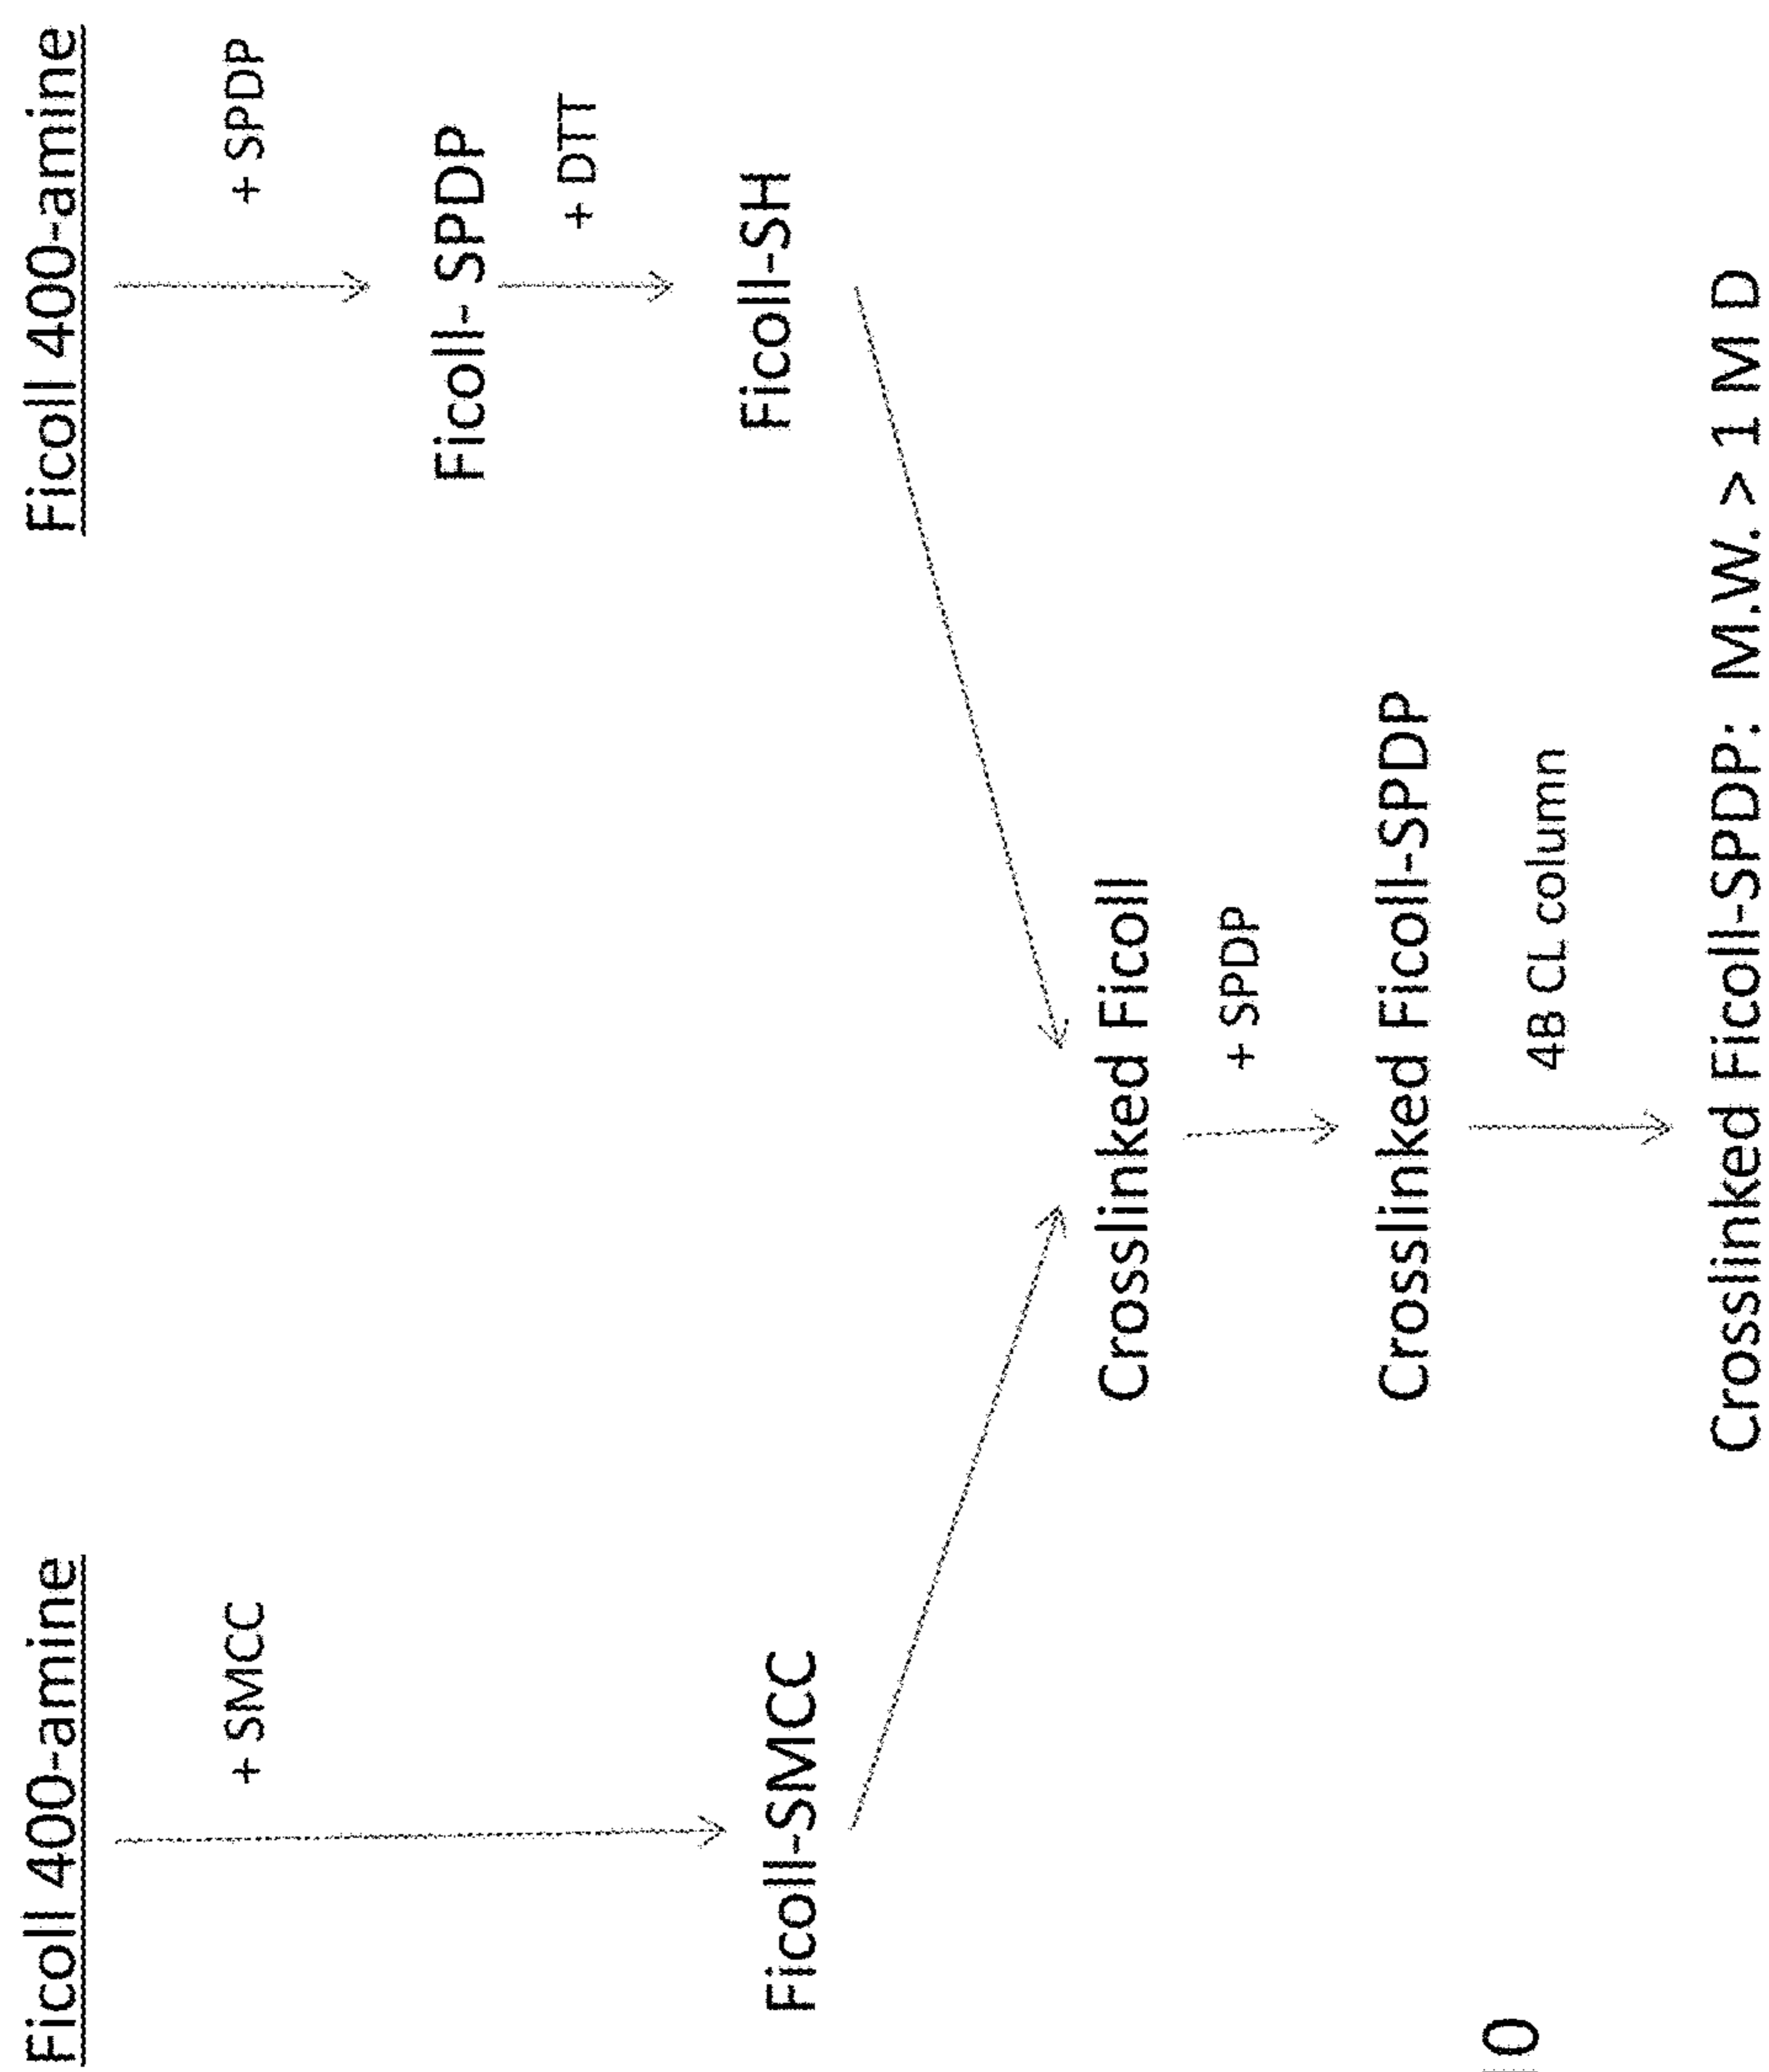 Ficoll 400-amine
Ficoll 400-amine
+ SMCC
+ SPDP
Ficoll- SPDP
+ DTT
Ficoll-SMCC
Ficoll-SH
Crosslinked Ficoll
+ SPDP
Crosslinked Ficoll-SPDP
4B CL column
Crosslinked Ficoll-SPDP: M.W. > 1 M D
0